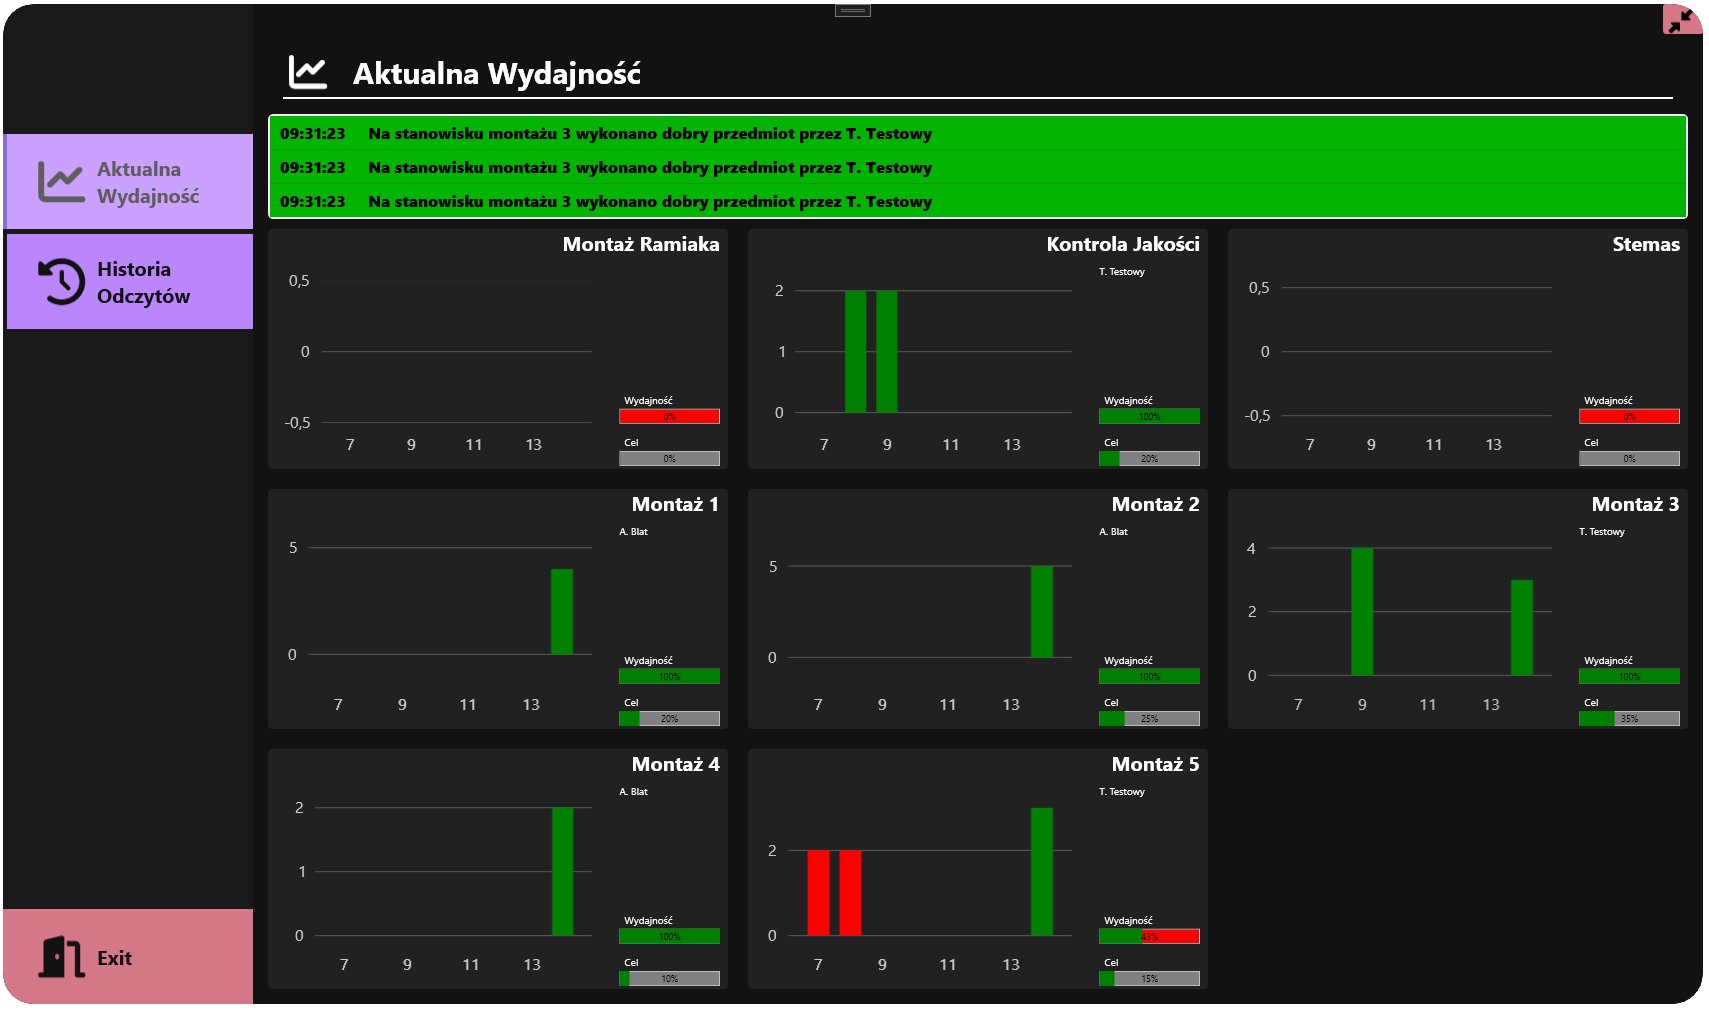 Aktualna Wydajność
Aktualna
Wydajność
Historia
Odczytów
Exit
09:31:23 Na stanowisku montażu 3 wykonano dobry przedmiot przez T. Testowy
09:31:23 Na stanowisku montażu 3 wykonano dobry przedmiot przez T. Testowy
09:31:23 Na stanowisku montażu 3 wykonano dobry przedmiot przez T. Testowy
Montaż Ramiaka
0,5
0
-0,5
7 9 11 13
Wydajność
0%
Cel
0%
Kontrola Jakości
T. Testowy
2
1
0
7 9 11 13
Wydajność
100%
Cel
20%
Stemas
0,5
0
-0,5
7 9 11 13
Wydajność
0%
Cel
0%
Montaż 1
A. Blat
5
0
7 9 11 13
Wydajność
100%
Cel
20%
Montaż 2
A. Blat
5
0
7 9 11 13
Wydajność
100%
Cel
25%
Montaż 3
T. Testowy
4
2
0
7 9 11 13
Wydajność
100%
Cel
35%
Montaż 4
A. Blat
2
1
0
7 9 11 13
Wydajność
100%
Cel
10%
Montaż 5
T. Testowy
2
0
7 9 11 13
Wydajność
43%
Cel
15%